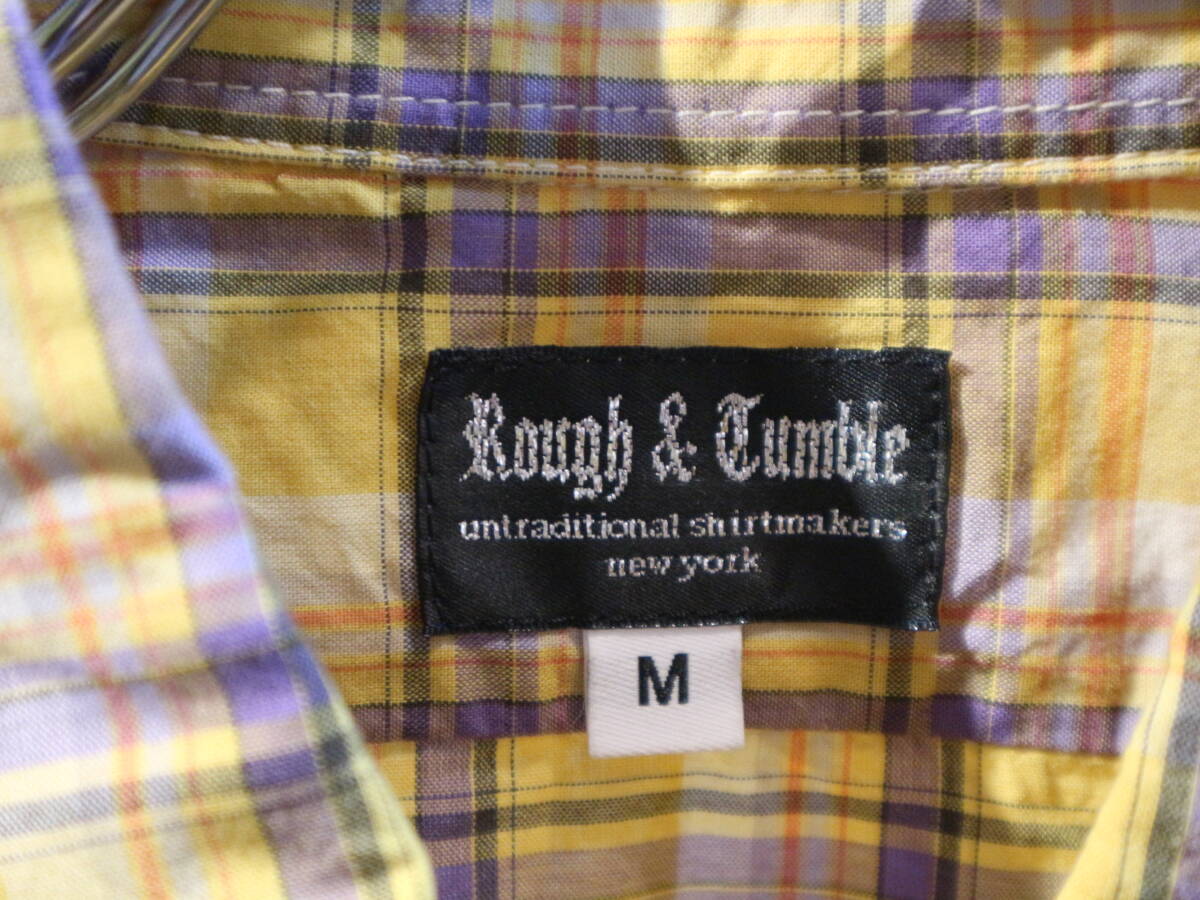 Rough & Tumble
untraditional shirtmakers
new york
M